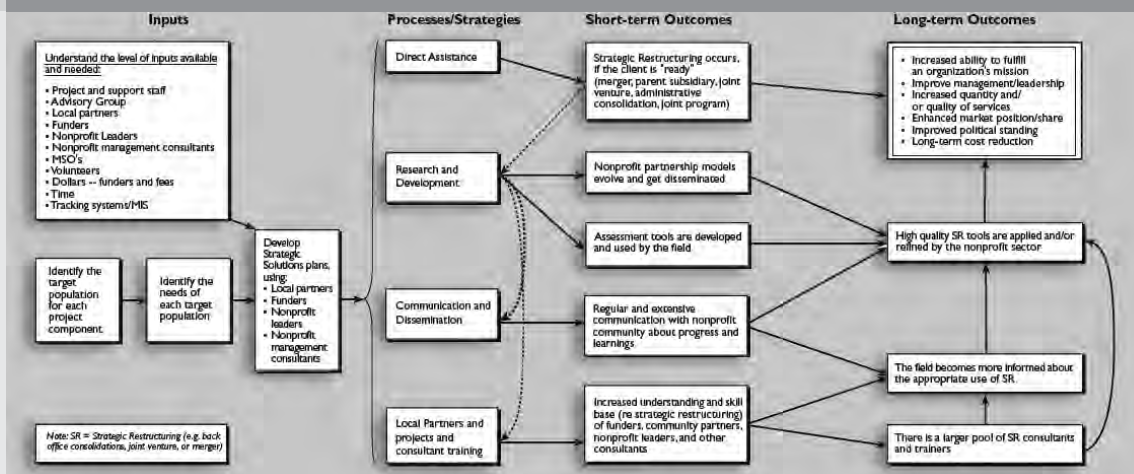 Inputs
Understand the level of inputs available
and needed:
• Project and support staff
• Advisory Group
• Local partners
• Funders
• Nonprofit Leaders
• Nonprofit management consultants
• MSO's
• Volunteers
• Dollars -- funders and fees
• Time
• Tracking systems/MIS
Identify the
target
population
for each
project
component.
Identify the
needs of
each target
population
Develop
Strategic
Solutions plans,
using:
• Local partners
• Funders
• Nonprofit
leaders
• Nonprofit
management
consultants
Note: SR = Strategic Restructuring (e.g. back
office consolidations, joint venture, or merger)
Processes/Strategies
Direct Assistance
Research and
Development
Communication and
Dissemination
Local Partners and
projects and
consultant training
Short-term Outcomes
Strategic Restructuring occurs,
if the client is "ready"
(merger, parent subsidiary, joint
venture, administrative
consolidation, joint program)
Nonprofit partnership models
evolve and get disseminated
Assessment tools are developed
and used by the field
Regular and extensive
communication with nonprofit
community about progress and
learnings
Increased understanding and skill
base (re strategic restructuring)
of funders, community partners,
nonprofit leaders, and other
consultants
Long-term Outcomes
• Increased ability to fulfill
an organization's mission
• Improve management/leadership
• Increased quantity and/
or quality of services
• Enhanced market position/share
• Improved political standing
• Long-term cost reduction
High quality SR tools are applied and/or
refined by the nonprofit sector
The field becomes more informed about
the appropriate use of SR
There is a larger pool of SR consultants
and trainers